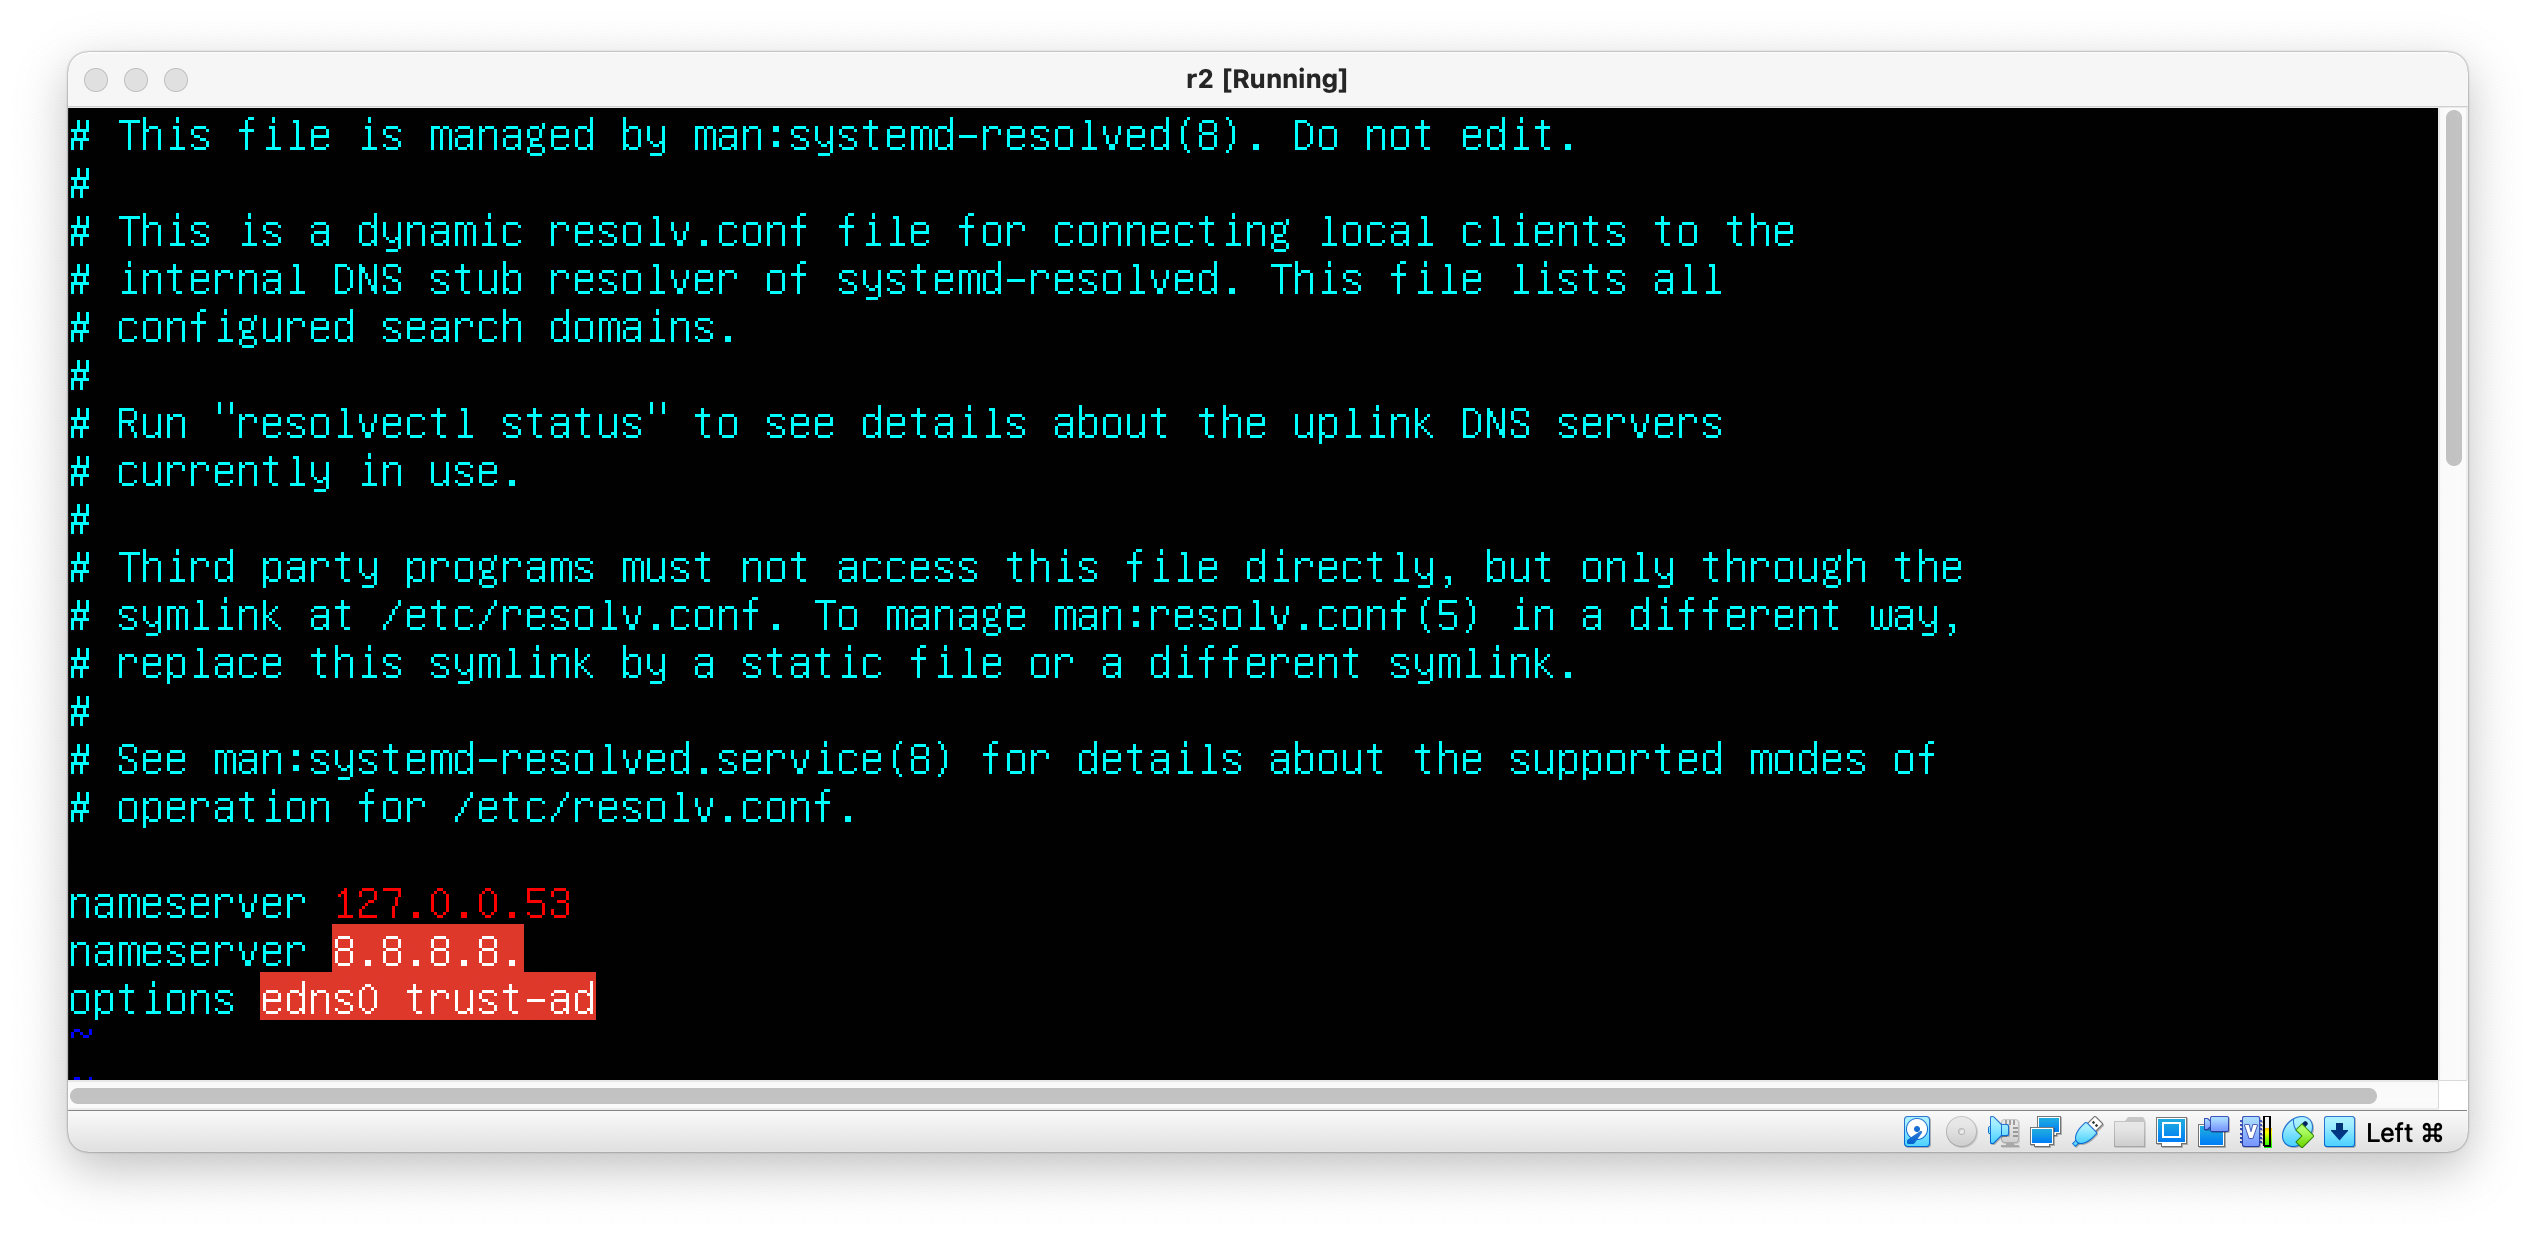 r2 [Running]
# This file is managed by man:systemd-resolved(8). Do not edit.
#
# This is a dynamic resolv.conf file for connecting local clients to the
# internal DNS stub resolver of systemd-resolved. This file lists all
# configured search domains.
#
# Run "resolvectl status" to see details about the uplink DNS servers
# currently in use.
#
# Third party programs must not access this file directly, but only through the
# symlink at /etc/resolv.conf. To manage man:resolv.conf(5) in a different way,
# replace this symlink by a static file or a different symlink.
#
# See man:systemd-resolved.service(8) for details about the supported modes of
# operation for /etc/resolv.conf.
nameserver 127.0.0.53
nameserver 8.8.8.8.
options edns0 trust-ad
~
~
Left ⌘